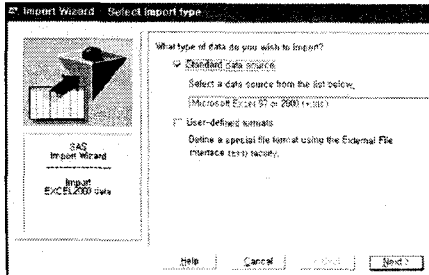 Import Wizard - Select import type
What type of data do you wish to import?
Standard data source
Select a data source from the list below.
Microsoft Excel 97 or 2000 (*.xls)
User-defined formats
Define a special file format using the External File
Interface (EFI) facility.
SAS
Import Wizard
Import
EXCEL2000 data
Help
Cancel
Next >